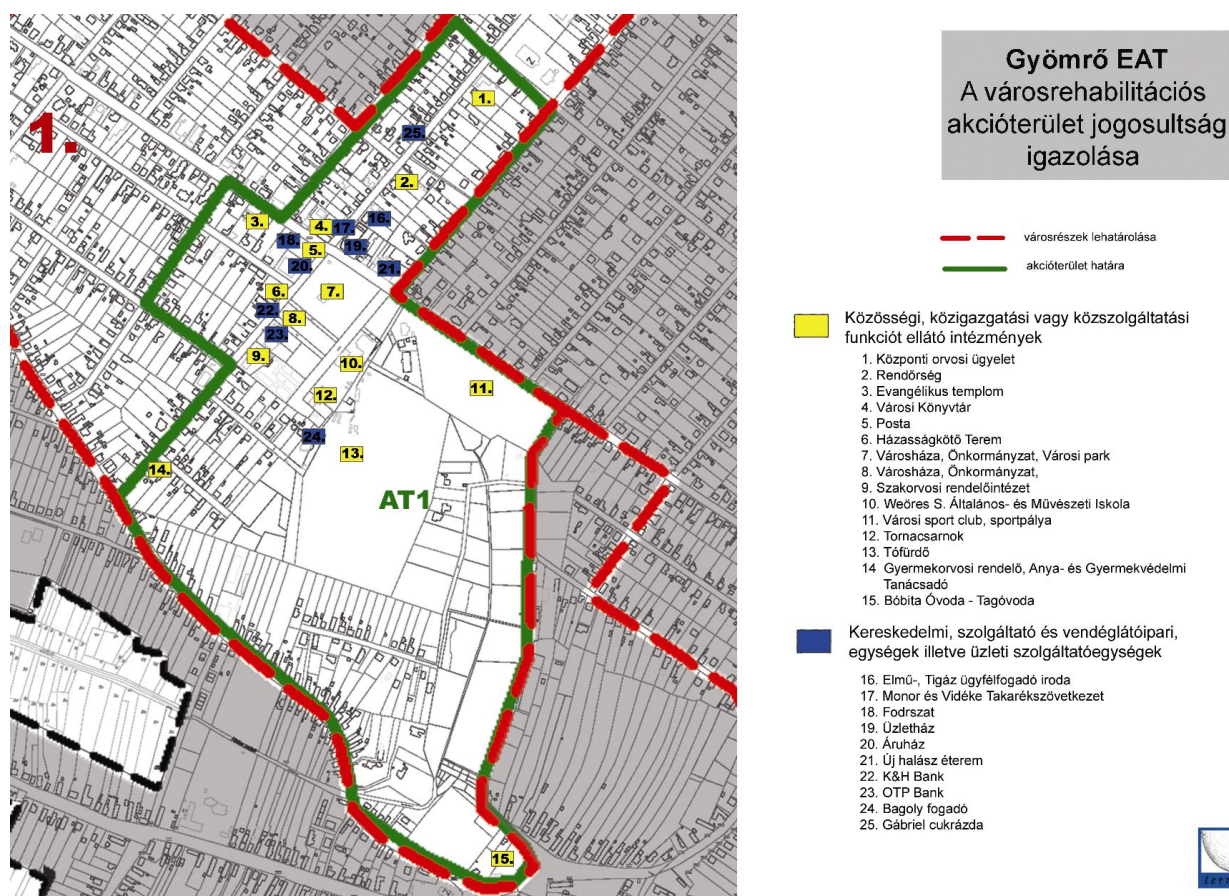 Gyömrő EAT
A városrehabilitációs
akcióterület jogosultság
igazolása
városrészek lehatárolása
akcióterület határa
Közösségi, közigazgatási vagy közszolgáltatási
funkciót ellátó intézmények
1. Központi orvosi ügyelet
2. Rendőrség
3. Evangélikus templom
4. Városi Könyvtár
5. Posta
6. Házasságkötő Terem
7. Városháza, Önkormányzat, Városi park
8. Városháza, Önkormányzat,
9. Szakorvosi rendelőintézet
10. Weöres S. Általános- és Művészeti Iskola
11. Városi sport club, sportpálya
12. Tornacsarnok
13. Tófürdő
14 Gyermekorvosi rendelő, Anya- és Gyermekvédelmi
Tanácsadó
15. Bóbita Óvoda - Tagóvoda
Kereskedelmi, szolgáltató és vendéglátóipari,
egységek illetve üzleti szolgáltatóegységek
16. Elmű-, Tigáz ügyfélfogadó iroda
17. Monor és Vidéke Takarékszövetkezet
18. Fodrszat
19. Üzletház
20. Áruház
21. Új halász éterem
22. K&H Bank
23. OTP Bank
24. Bagoly fogadó
25. Gábriel cukrázda
1.
1.
25.
2.
16.
3.
4.
17.
18.
19.
5.
20.
21.
6.
7.
22.
8.
23.
9.
10.
11.
12.
24.
13.
14.
AT1
15.